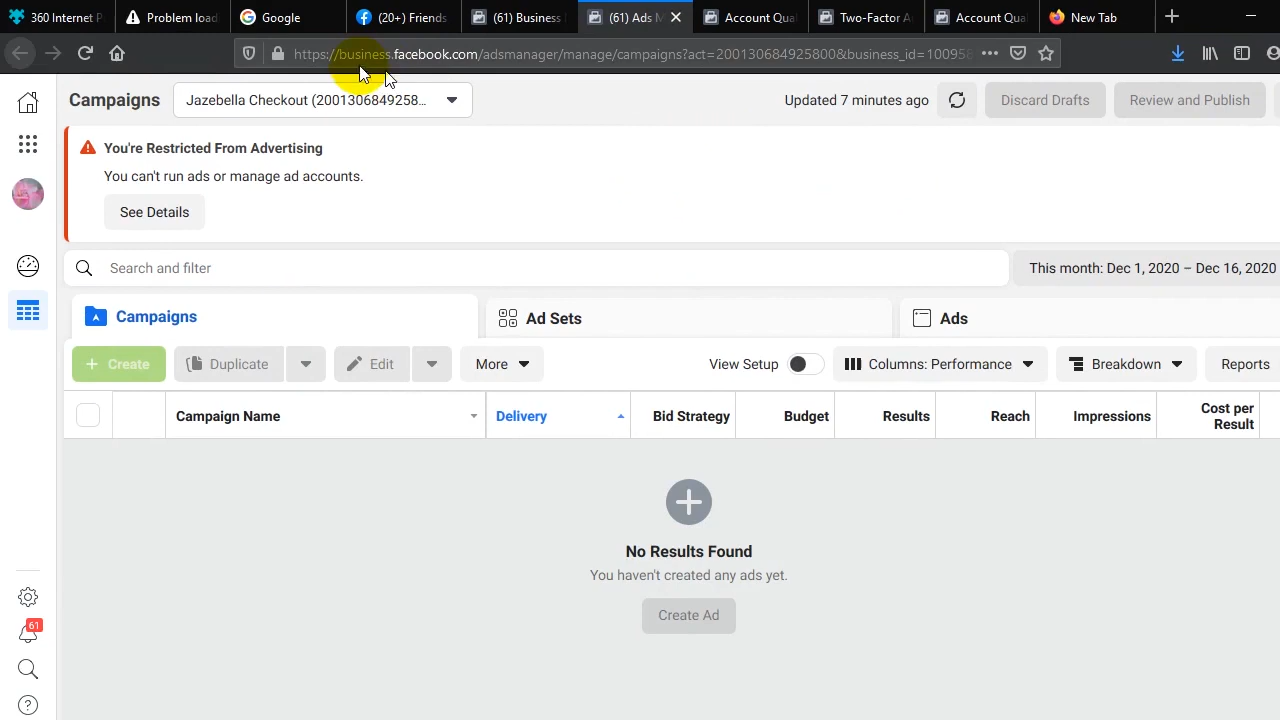 360 Internet P
Problem load
Google
(20+) Friends
(61) Business
(61) Ads M
Account Qua
Two-Factor A
Account Qua
New Tab
https://business.facebook.com/adsmanager/manage/campaigns?act=200130684925800&business_id=10095
Campaigns
Jazebella Checkout (2001306849258...
Updated 7 minutes ago
Discard Drafts
Review and Publish
You're Restricted From Advertising
You can't run ads or manage ad accounts.
See Details
Search and filter
This month: Dec 1, 2020 – Dec 16, 2020
Campaigns
Ad Sets
Ads
+ Create
Duplicate
Edit
More
View Setup
Columns: Performance
Breakdown
Reports
Campaign Name
Delivery
Bid Strategy
Budget
Results
Reach
Impressions
Cost per
Result
No Results Found
You haven't created any ads yet.
Create Ad
61